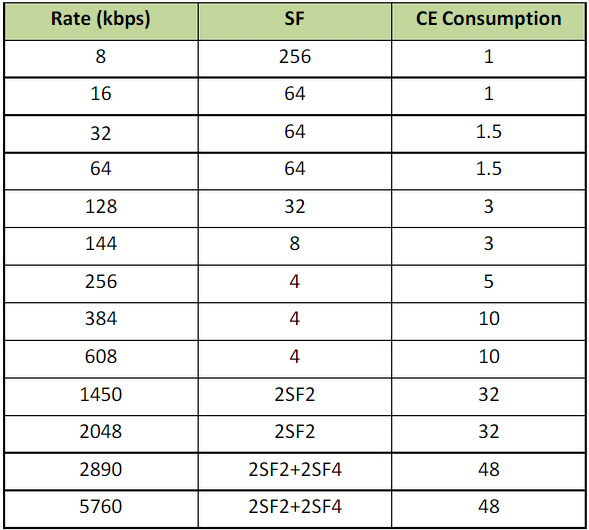 Rate (kbps) SF CE Consumption
8 256 1
16 64 1
32 64 1.5
64 64 1.5
128 32 3
144 8 3
256 4 5
384 4 10
608 4 10
1450 2SF2 32
2048 2SF2 32
2890 2SF2+2SF4 48
5760 2SF2+2SF4 48